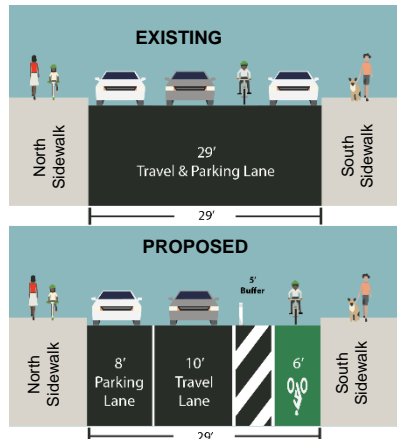 EXISTING
North
Sidewalk
29'
Travel & Parking Lane
South
Sidewalk
29'
PROPOSED
5'
Buffer
North
Sidewalk
8'
Parking
Lane
10'
Travel
Lane
6'
South
Sidewalk
29'